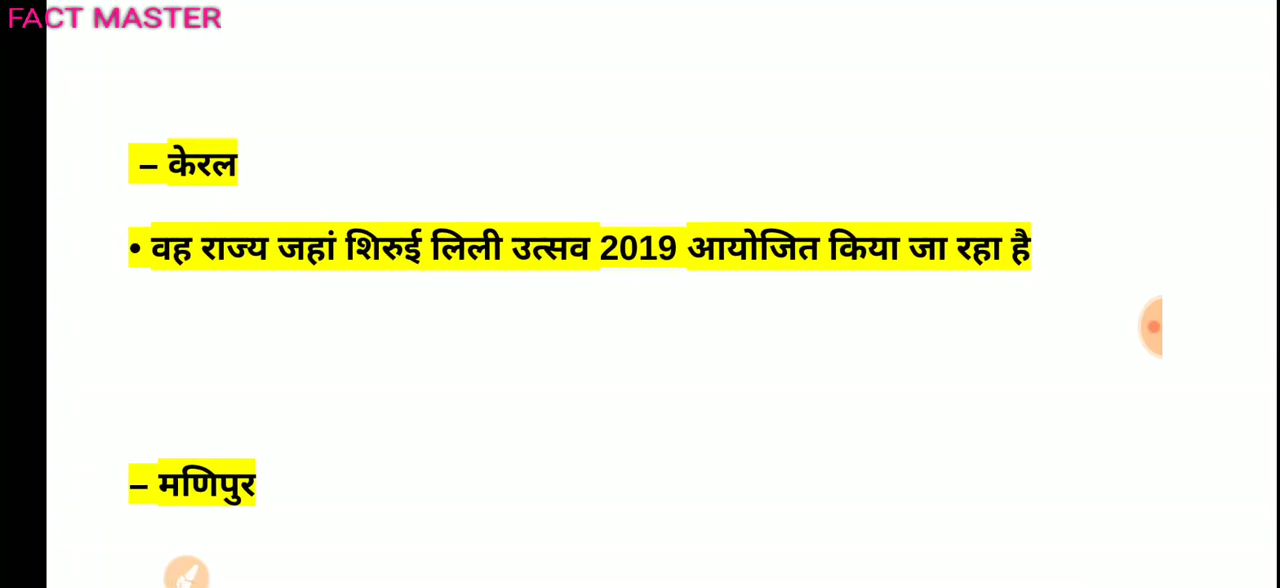 FACT MASTER
– केरल
• वह राज्य जहां शिरुई लिली उत्सव 2019 आयोजित किया जा रहा है
– मणिपुर